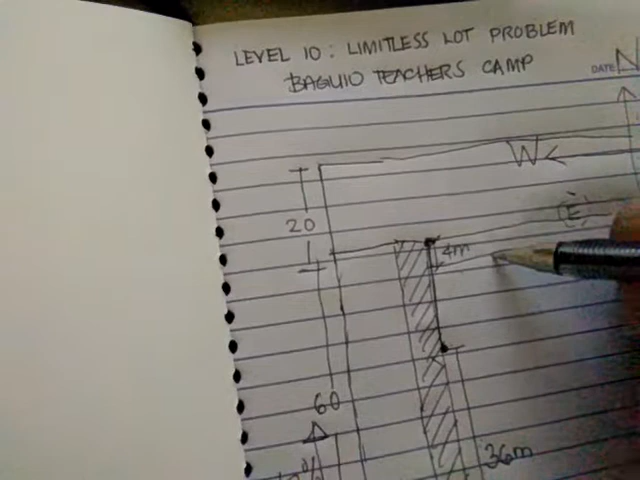 LEVEL 10: LIMITLESS LOT PROBLEM
BAGUIO TEACHERS CAMP
DATE N
W
(E)
20
4m
60
36m
%